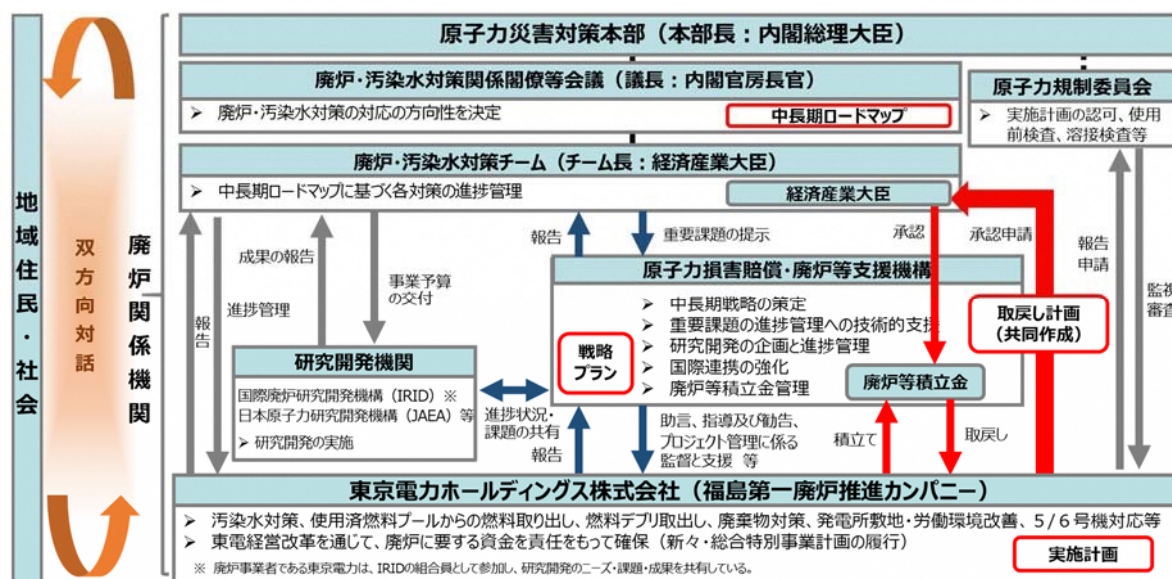 原子力災害対策本部（本部長：内閣総理大臣）
廃炉・汚染水対策関係閣僚等会議（議長：内閣官房長官）
➢ 廃炉・汚染水対策の対応の方向性を決定
中長期ロードマップ
原子力規制委員会
➢ 実施計画の認可、使用
前検査、溶接検査等
廃炉・汚染水対策チーム（チーム長：経済産業大臣）
➢ 中長期ロードマップに基づく各対策の進捗管理
経済産業大臣
地域住民・社会
双方向対話
廃炉関係機関
報告
進捗管理
成果の報告
事業予算
の交付
報告
重要課題の提示
承認
承認申請
報告
申請
監視
審査
原子力損害賠償・廃炉等支援機構
➢ 中長期戦略の策定
➢ 重要課題の進捗管理への技術的支援
➢ 研究開発の企画と進捗管理
➢ 国際連携の強化
➢ 廃炉等積立金管理
戦略
プラン
廃炉等積立金
取戻し計画
（共同作成）
研究開発機関
国際廃炉研究開発機構（IRID）※
日本原子力研究開発機構（JAEA）等
➢ 研究開発の実施
進捗状況・
課題の共有
報告
助言、指導及び勧告、
プロジェクト管理に係る
監督と支援 等
積立て
取戻し
東京電力ホールディングス株式会社（福島第一廃炉推進カンパニー）
➢ 汚染水対策、使用済燃料プールからの燃料取り出し、燃料デブリ取出し、廃棄物対策、発電所敷地・労働環境改善、5/6号機対応等
➢ 東電経営改革を通じて、廃炉に要する資金を責任をもって確保（新々・総合特別事業計画の履行）
実施計画
※ 廃炉事業者である東京電力は、IRIDの組合員として参加し、研究開発のニーズ・課題・成果を共有している。